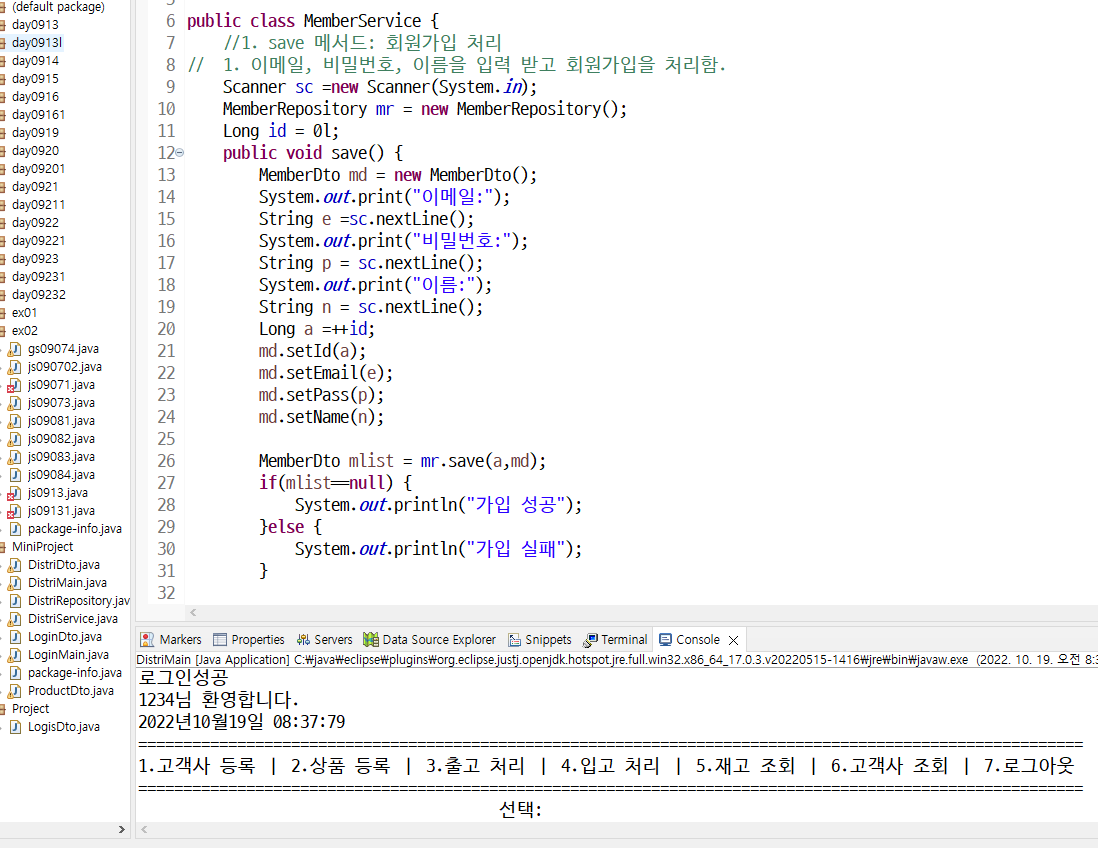 (default package)
day0913
day0913l
day0914
day0915
day0916
day09161
day0919
day0920
day09201
day0921
day09211
day0922
day09221
day0923
day09231
day09232
ex01
ex02
gs09074.java
js090702.java
js09071.java
js09073.java
js09081.java
js09082.java
js09083.java
js09084.java
js0913.java
js09131.java
package-info.java
MiniProject
DistriDto.java
DistriMain.java
DistriRepository.jav
DistriService.java
LoginDto.java
LoginMain.java
package-info.java
ProductDto.java
Project
LogisDto.java
6 public class MemberService {
7 //1. save 메서드: 회원가입 처리
8 // 1. 이메일, 비밀번호, 이름을 입력 받고 회원가입을 처리함.
9 Scanner sc =new Scanner(System.in);
10 MemberRepository mr = new MemberRepository();
11 Long id = 0l;
12 public void save() {
13 MemberDto md = new MemberDto();
14 System.out.print("이메일:");
15 String e =sc.nextLine();
16 System.out.print("비밀번호:");
17 String p = sc.nextLine();
18 System.out.print("이름:");
19 String n = sc.nextLine();
20 Long a =++id;
21 md.setId(a);
22 md.setEmail(e);
23 md.setPass(p);
24 md.setName(n);
25
26 MemberDto mlist = mr.save(a,md);
27 if(mlist==null) {
28 System.out.println("가입 성공");
29 }else {
30 System.out.println("가입 실패");
31 }
32
Markers Properties Servers Data Source Explorer Snippets Terminal Console
DistriMain [Java Application] C:₩java₩eclipse₩plugins₩org.eclipse.justj.openjdk.hotspot.jre.full.win32.x86_64_17.0.3.v20220515-1416₩jre₩bin₩javaw.exe (2022. 10. 19. 오전 8:3
로그인성공
1234님 환영합니다.
2022년10월19일 08:37:79
=========================================================================================================
1.고객사 등록 | 2.상품 등록 | 3.출고 처리 | 4.입고 처리 | 5.재고 조회 | 6.고객사 조회 | 7.로그아웃
=========================================================================================================
선택: